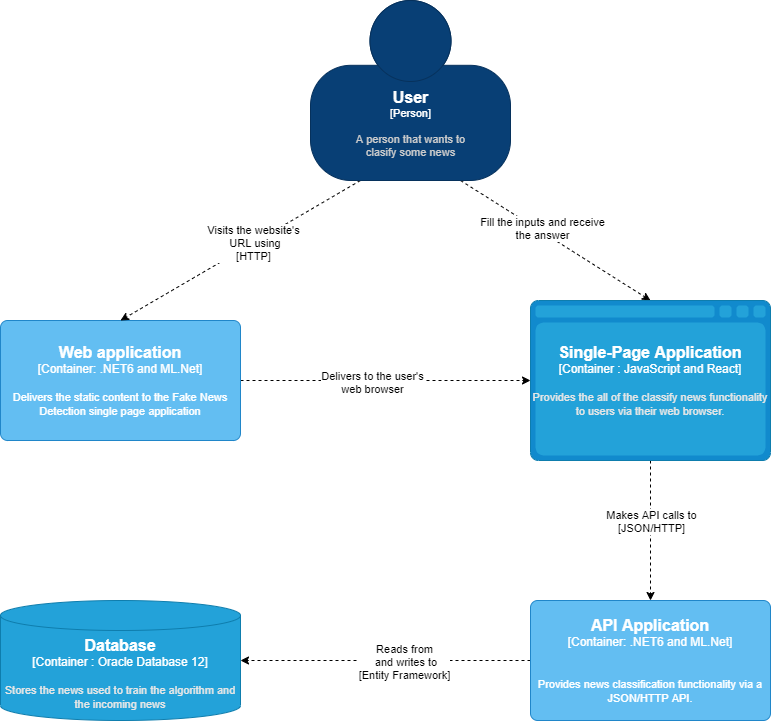 User
[Person]
A person that wants to
clasify some news
Visits the website's
URL using
[HTTP]
Fill the inputs and receive
the answer
Web application
[Container: .NET6 and ML.Net]
Delivers the static content to the Fake News
Detection single page application
Delivers to the user's
web browser
Single-Page Application
[Container : JavaScript and React]
Provides the all of the classify news functionality
to users via their web browser.
Makes API calls to
[JSON/HTTP]
Database
[Container : Oracle Database 12]
Stores the news used to train the algorithm and
the incoming news
Reads from
and writes to
[Entity Framework]
API Application
[Container: .NET6 and ML.Net]
Provides news classification functionality via a
JSON/HTTP API.